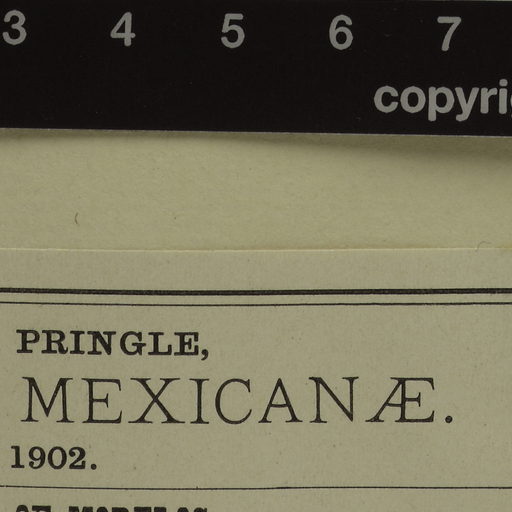 3 4 5 6 7
copyri
PRINGLE,
MEXICANÆ.
1902.